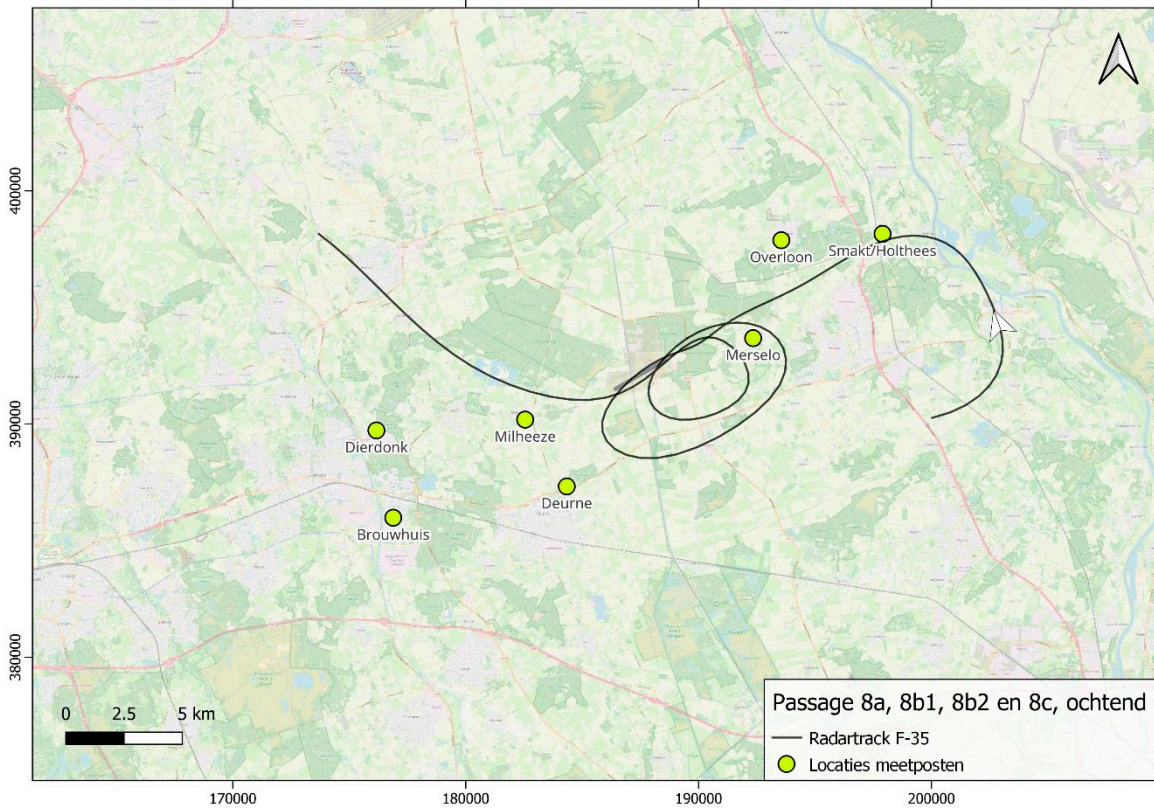 400000
390000
380000
Overloon
Smakt/Holthees
Merselo
Milheeze
Dierdonk
Deurne
Brouwhuis
0 2.5 5 km
Passage 8a, 8b1, 8b2 en 8c, ochtend
Radartrack F-35
Locaties meetposten
170000 180000 190000 200000